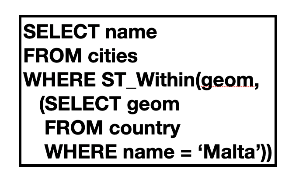 SELECT name
FROM cities
WHERE ST_Within(geom,
(SELECT geom
FROM country
WHERE name = ‘Malta’))